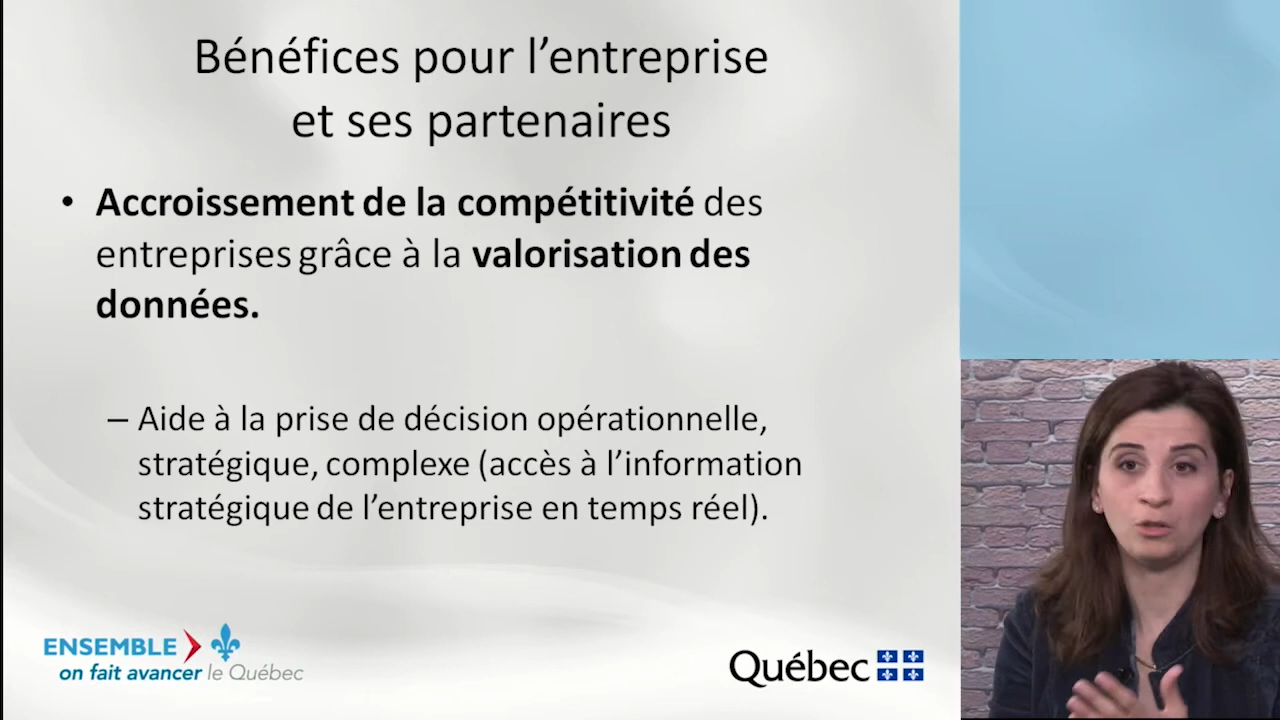 Bénéfices pour l’entreprise
et ses partenaires
• Accroissement de la compétitivité des
entreprises grâce à la valorisation des
données.
– Aide à la prise de décision opérationnelle,
stratégique, complexe (accès à l’information
stratégique de l’entreprise en temps réel).
ENSEMBLE
on fait avancer le Québec
Québec